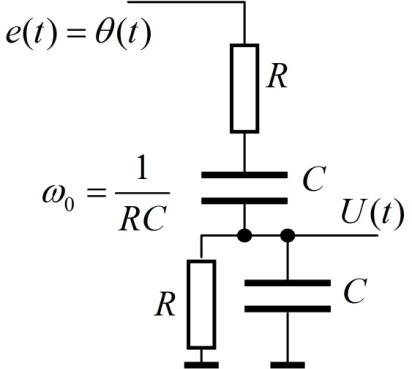 e(t) = θ(t)
R
C
ω₀ = 1/RC
U(t)
R
C